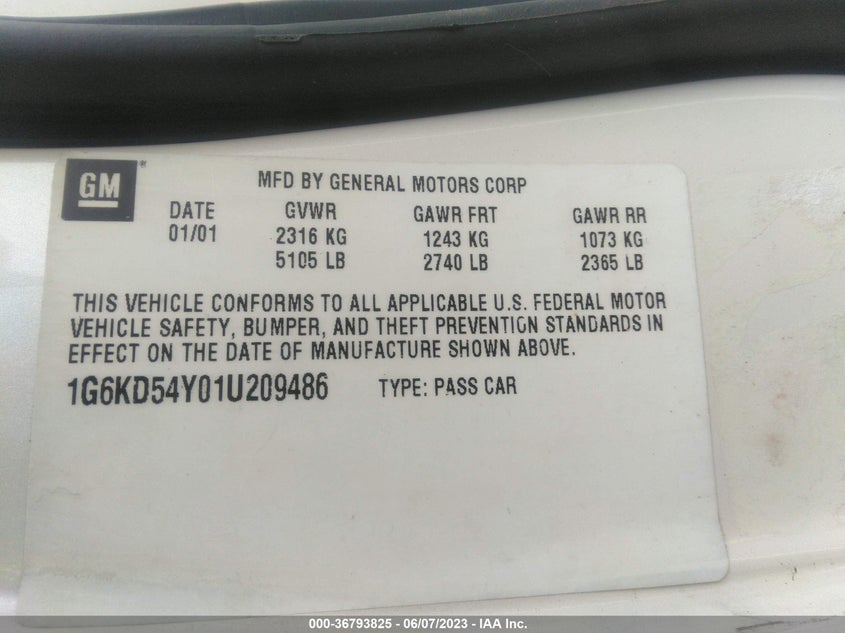 GM
MFD BY GENERAL MOTORS CORP
DATE GVWR GAWR FRT GAWR RR
01/01 2316 KG 1243 KG 1073 KG
5105 LB 2740 LB 2365 LB
THIS VEHICLE CONFORMS TO ALL APPLICABLE U.S. FEDERAL MOTOR
VEHICLE SAFETY, BUMPER, AND THEFT PREVENTION STANDARDS IN
EFFECT ON THE DATE OF MANUFACTURE SHOWN ABOVE.
1G6KD54Y01U209486 TYPE: PASS CAR
000-36793825 - 06/07/2023 - IAA Inc.